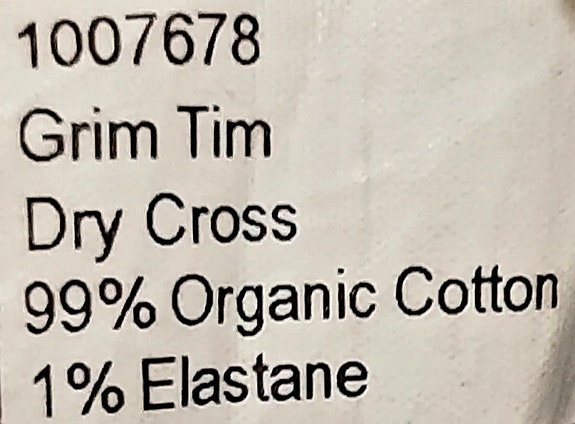 1007678
Grim Tim
Dry Cross
99% Organic Cotton
1% Elastane